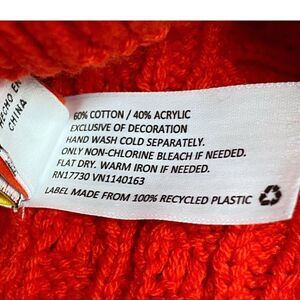 HECHO EN
CHINA
60% COTTON / 40% ACRYLIC
EXCLUSIVE OF DECORATION
HAND WASH COLD SEPARATELY.
ONLY NON-CHLORINE BLEACH IF NEEDED.
FLAT DRY. WARM IRON IF NEEDED.
RN17730 VN1140163
LABEL MADE FROM 100% RECYCLED PLASTIC